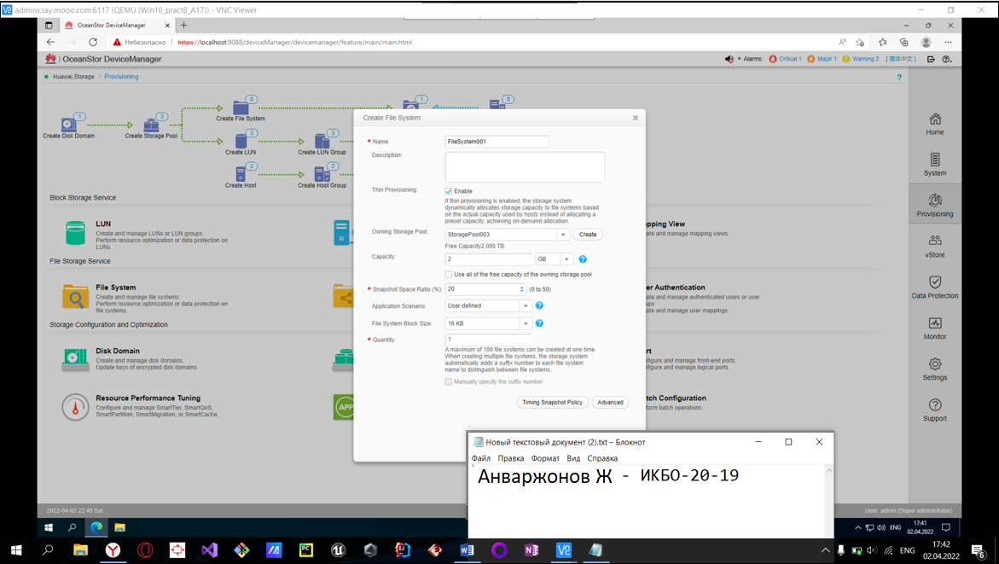 admins.say.mooo.com:6117 (QEMU (Win10_pract8_A17)) - VNC Viewer
OceanStor DeviceManager
Небезопасно
https://localhost:8088/deviceManager/devicemanager/feature/main/main.html
OceanStor DeviceManager
Alarms: Critical 1 Major 1 Warning 2 [简体中文]
Huawei.Storage > Provisioning
Create Disk Domain 1
Create Storage Pool 3
Create File System 0
Create LUN 3
Create LUN Group 3
Create Host 2
Create Host Group 2
1
0
Block Storage Service
LUN
Create and manage LUNs or LUN groups.
Perform resource optimization or data protection on
LUNs.
File Storage Service
File System
Create and manage file systems.
Perform resource optimization or data protection on
file systems.
Storage Configuration and Optimization
Disk Domain
Create and manage disk domains.
Update keys of encrypted disk domains.
Resource Performance Tuning
Configure and manage SmartTier, SmartQoS,
SmartPartition, SmartMigration, or SmartCache.
APP
Create File System
* Name: FileSystem001
Description:
Thin Provisioning: Enable
If thin provisioning is enabled, the storage system
dynamically allocates storage capacity to file systems based
on the actual capacity used by hosts instead of allocating a
preset capacity, achieving on-demand allocation.
Owning Storage Pool: StoragePool003 Create
Free Capacity2.000 TB
Capacity: 2 GB
Use all of the free capacity of the owning storage pool
* Snapshot Space Ratio (%): 20 (0 to 50)
Application Scenario: User-defined
File System Block Size: 16 KB
* Quantity: 1
A maximum of 100 file systems can be created at one time.
When creating multiple file systems, the storage system
automatically adds a suffix number to each file system
name to distinguish between file systems.
Manually specify the suffix number
Timing Snapshot Policy Advanced
pping View
ate and manage mapping views.
er Authentication
ate and manage authenticated users or user
ups.
ate and manage user mappings.
rt
figure and manage front-end ports.
figure and manage logical ports.
tch Configuration
form batch operations.
Home
System
Provisioning
vStore
Data Protection
Monitor
Settings
Support
Новый текстовый документ (2).txt – Блокнот
Файл Правка Формат Вид Справка
Анваржонов Ж - ИКБО-20-19
2022-04-02 22:40 Sat
User: admin (Super administrator)
ENG 17:41
02.04.2022
ENG 17:42
02.04.2022
6